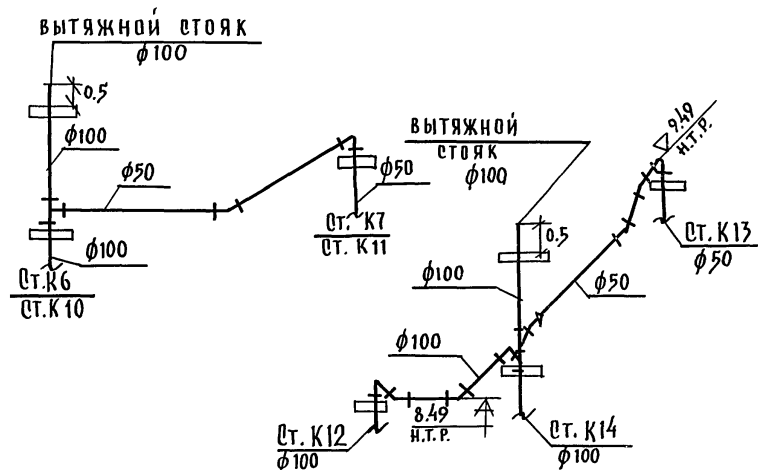 ВЫТЯЖНОЙ СТОЯК
ϕ100
0.5
ϕ100
ϕ50
ϕ100
Ст. К6
Ст. К10
ϕ50
Ст. К7
Ст. К11
ВЫТЯЖНОЙ
СТОЯК
ϕ100
0.5
9.49
Н.Т.Р.
Ст. К13
ϕ50
ϕ100
ϕ50
ϕ100
8.49
Н.Т.Р.
Ст. К12
ϕ100
Ст. К14
ϕ100